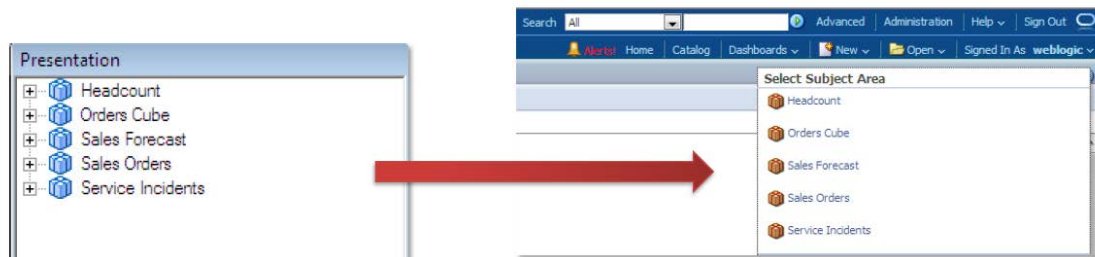 Presentation
Headcount
Orders Cube
Sales Forecast
Sales Orders
Service Incidents
Search All Advanced Administration Help Sign Out
Alerts! Home Catalog Dashboards New Open Signed In As weblogic
Select Subject Area
Headcount
Orders Cube
Sales Forecast
Sales Orders
Service Incidents